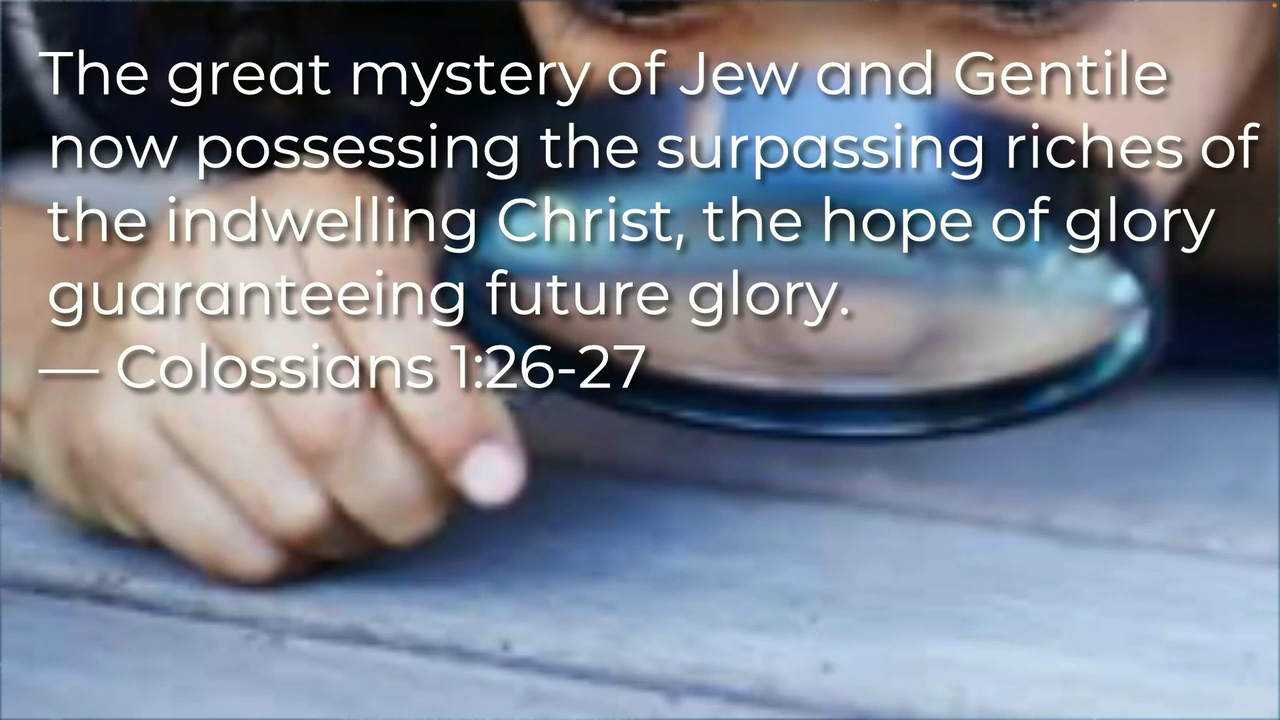 The great mystery of Jew and Gentile
now possessing the surpassing riches of
the indwelling Christ, the hope of glory
guaranteeing future glory.
— Colossians 1:26-27